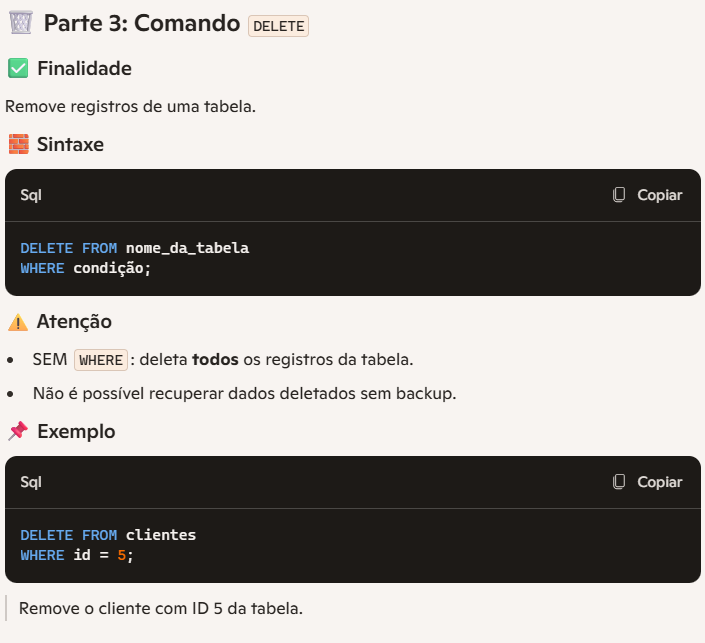 🗑️ Parte 3: Comando DELETE
✅ Finalidade
Remove registros de uma tabela.
🧱 Sintaxe
Sql Copiar
DELETE FROM nome_da_tabela
WHERE condição;
⚠️ Atenção
• SEM WHERE: deleta todos os registros da tabela.
• Não é possível recuperar dados deletados sem backup.
📌 Exemplo
Sql Copiar
DELETE FROM clientes
WHERE id = 5;
Remove o cliente com ID 5 da tabela.